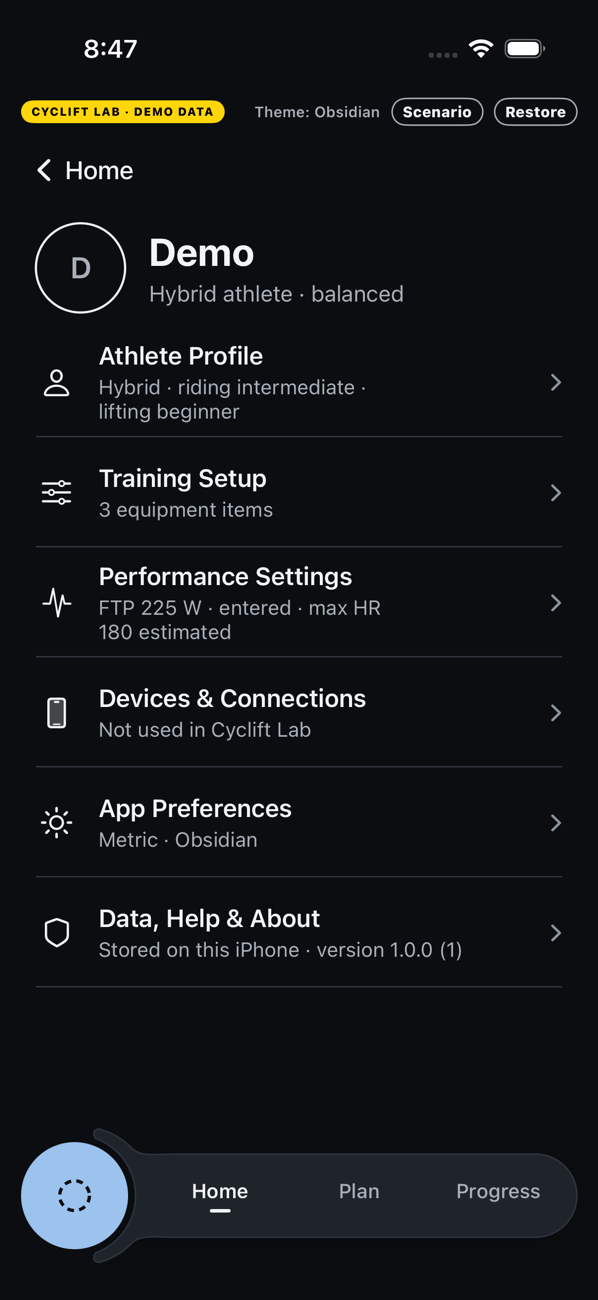 8:47
CYCLIFT LAB · DEMO DATA
Theme: Obsidian
Scenario
Restore
Home
D
Demo
Hybrid athlete · balanced
Athlete Profile
Hybrid · riding intermediate ·
lifting beginner
Training Setup
3 equipment items
Performance Settings
FTP 225 W · entered · max HR
180 estimated
Devices & Connections
Not used in Cyclift Lab
App Preferences
Metric · Obsidian
Data, Help & About
Stored on this iPhone · version 1.0.0 (1)
Home
Plan
Progress